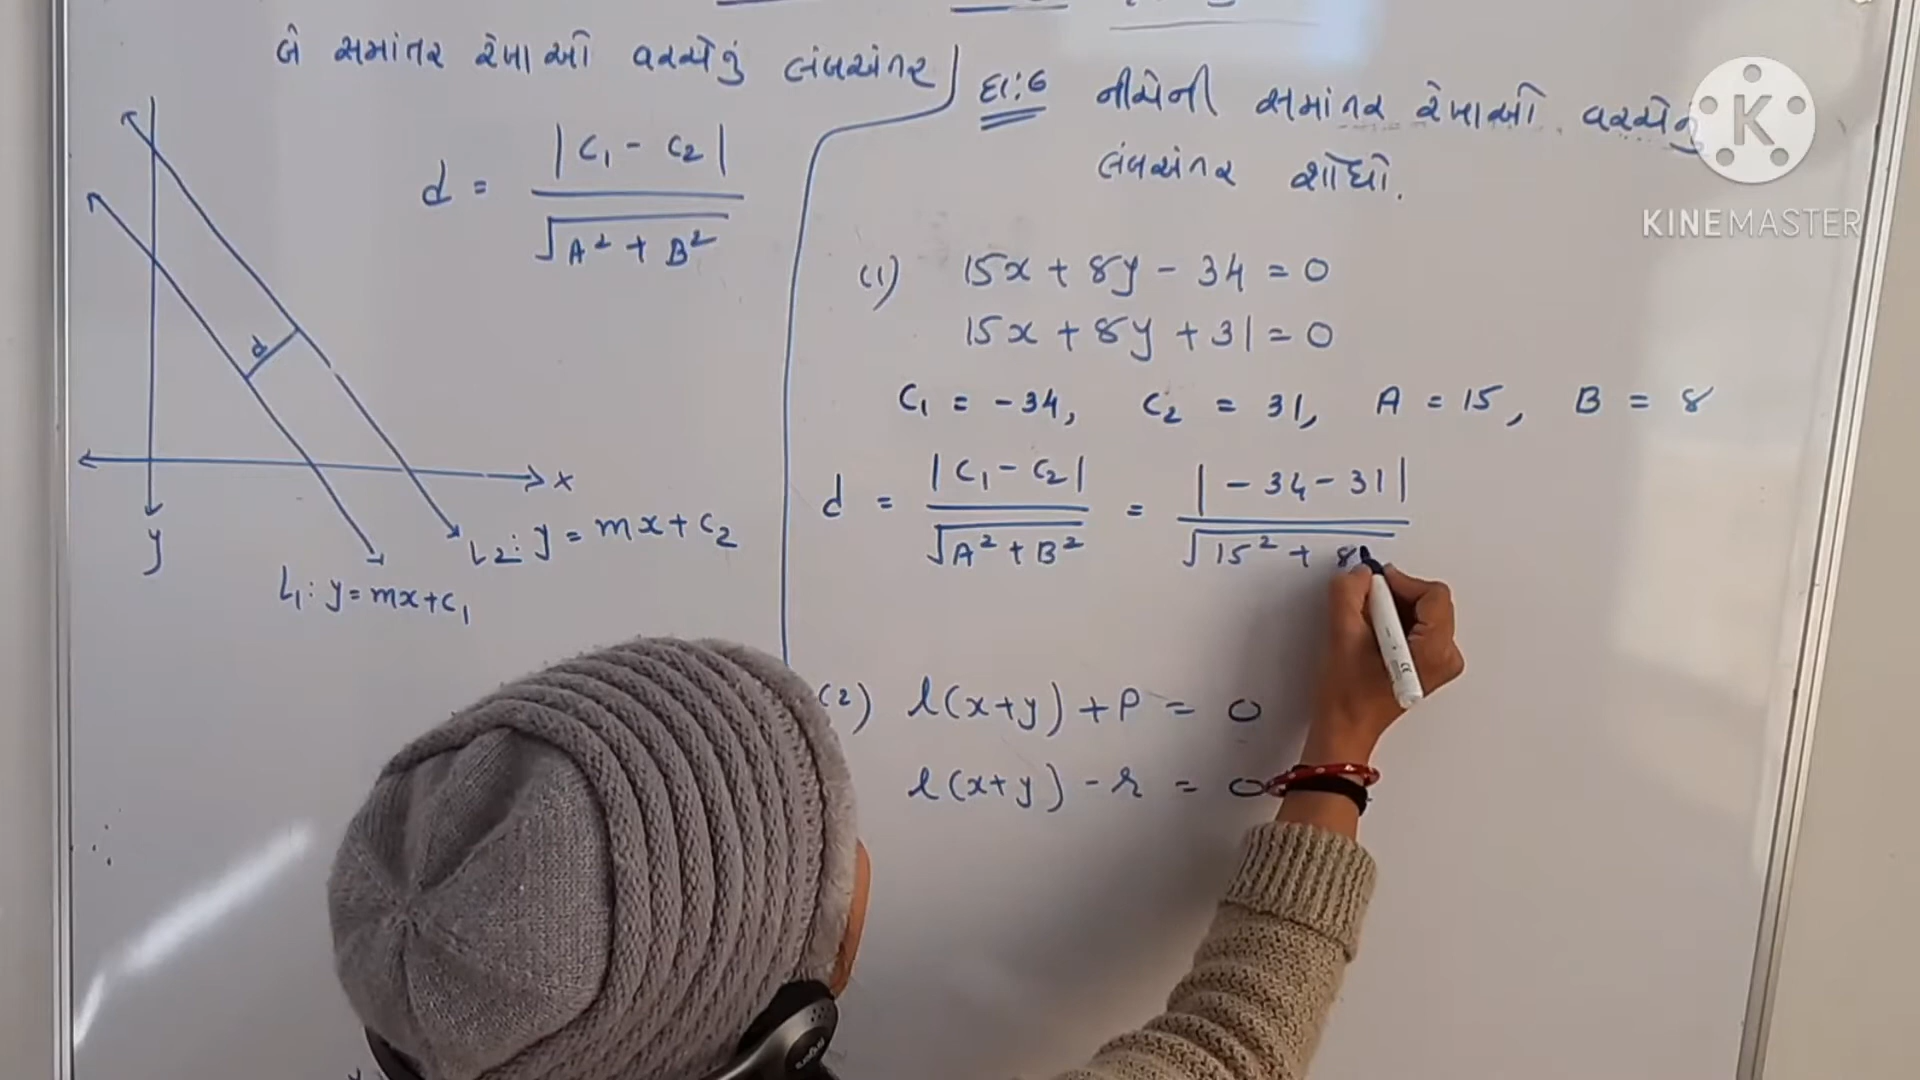 બે સમાંતર રેખાઓ વચ્ચેનું લંબઅંતર
d = |C₁ - C₂| / √(A² + B²)
d
x
y
L₂: y = mx + C₂
L₁: y = mx + C₁
દા:6 નીચેની સમાંતર રેખાઓ વચ્ચેનું
લંબઅંતર શોધો.
(1) 15x + 8y - 34 = 0
15x + 8y + 31 = 0
C₁ = -34, C₂ = 31, A = 15, B = 8
d = |C₁ - C₂| / √(A² + B²) = |-34 - 31| / √(15² + 8
(2) l(x+y) + P = 0
l(x+y) - r = 0
K
KINEMASTER